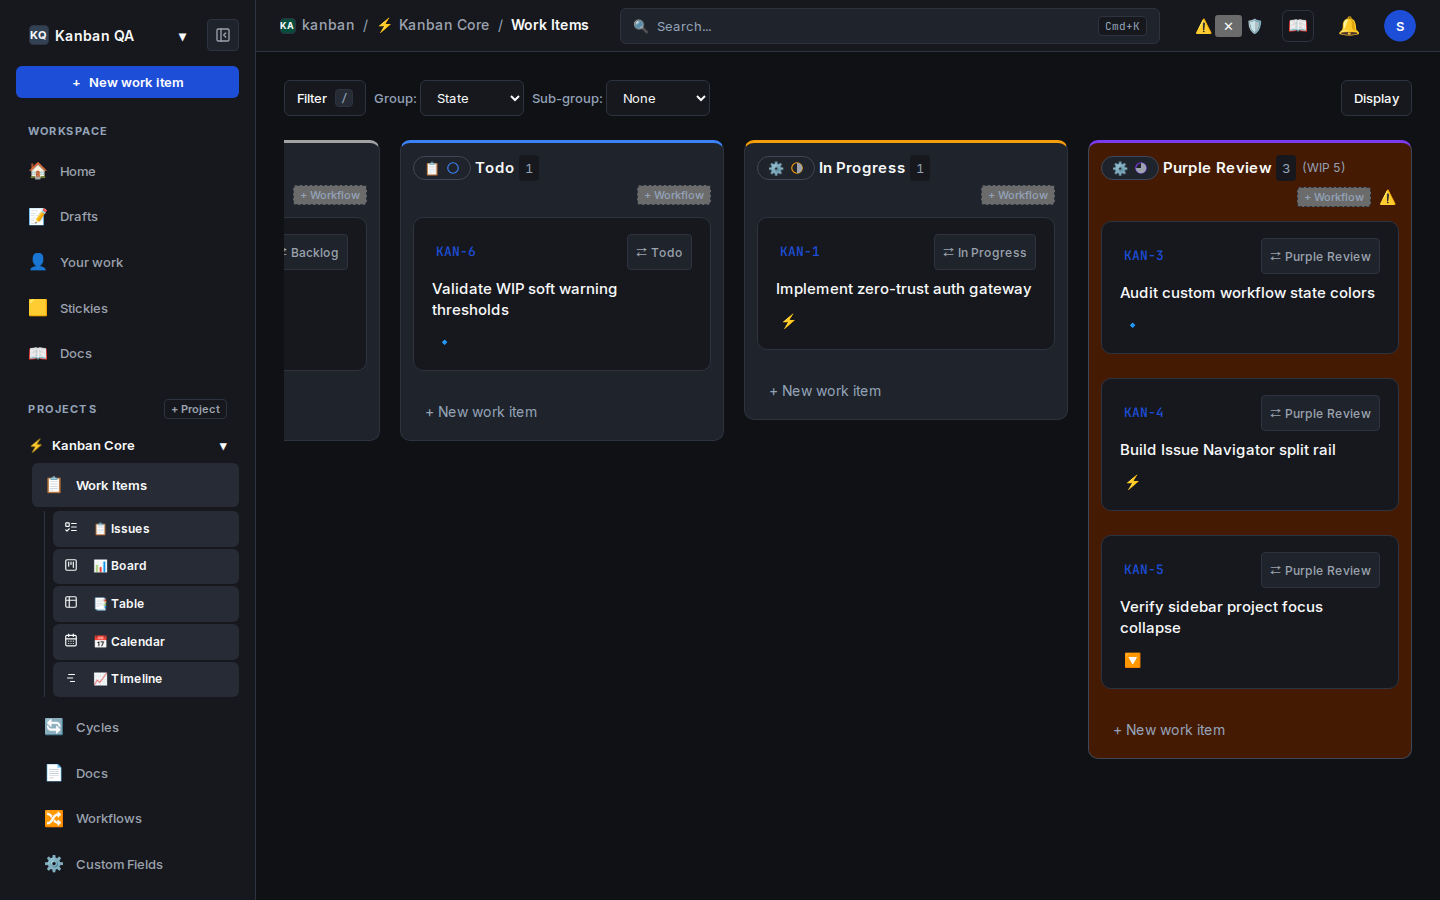 KQ Kanban QA ▼
+ New work item
WORKSPACE
Home
Drafts
Your work
Stickies
Docs
PROJECTS
+ Project
Kanban Core ▼
Work Items
Issues
Board
Table
Calendar
Timeline
Cycles
Docs
Workflows
Custom Fields
KA kanban / Kanban Core / Work Items
Search...
Cmd+K
S
Filter /
Group: State
Sub-group: None
Display
+ Workflow
Backlog
Todo 1
+ Workflow
KAN-6
Todo
Validate WIP soft warning
thresholds
+ New work item
In Progress 1
+ Workflow
KAN-1
In Progress
Implement zero-trust auth gateway
+ New work item
Purple Review 3 (WIP 5)
+ Workflow
KAN-3
Purple Review
Audit custom workflow state colors
KAN-4
Purple Review
Build Issue Navigator split rail
KAN-5
Purple Review
Verify sidebar project focus
collapse
+ New work item